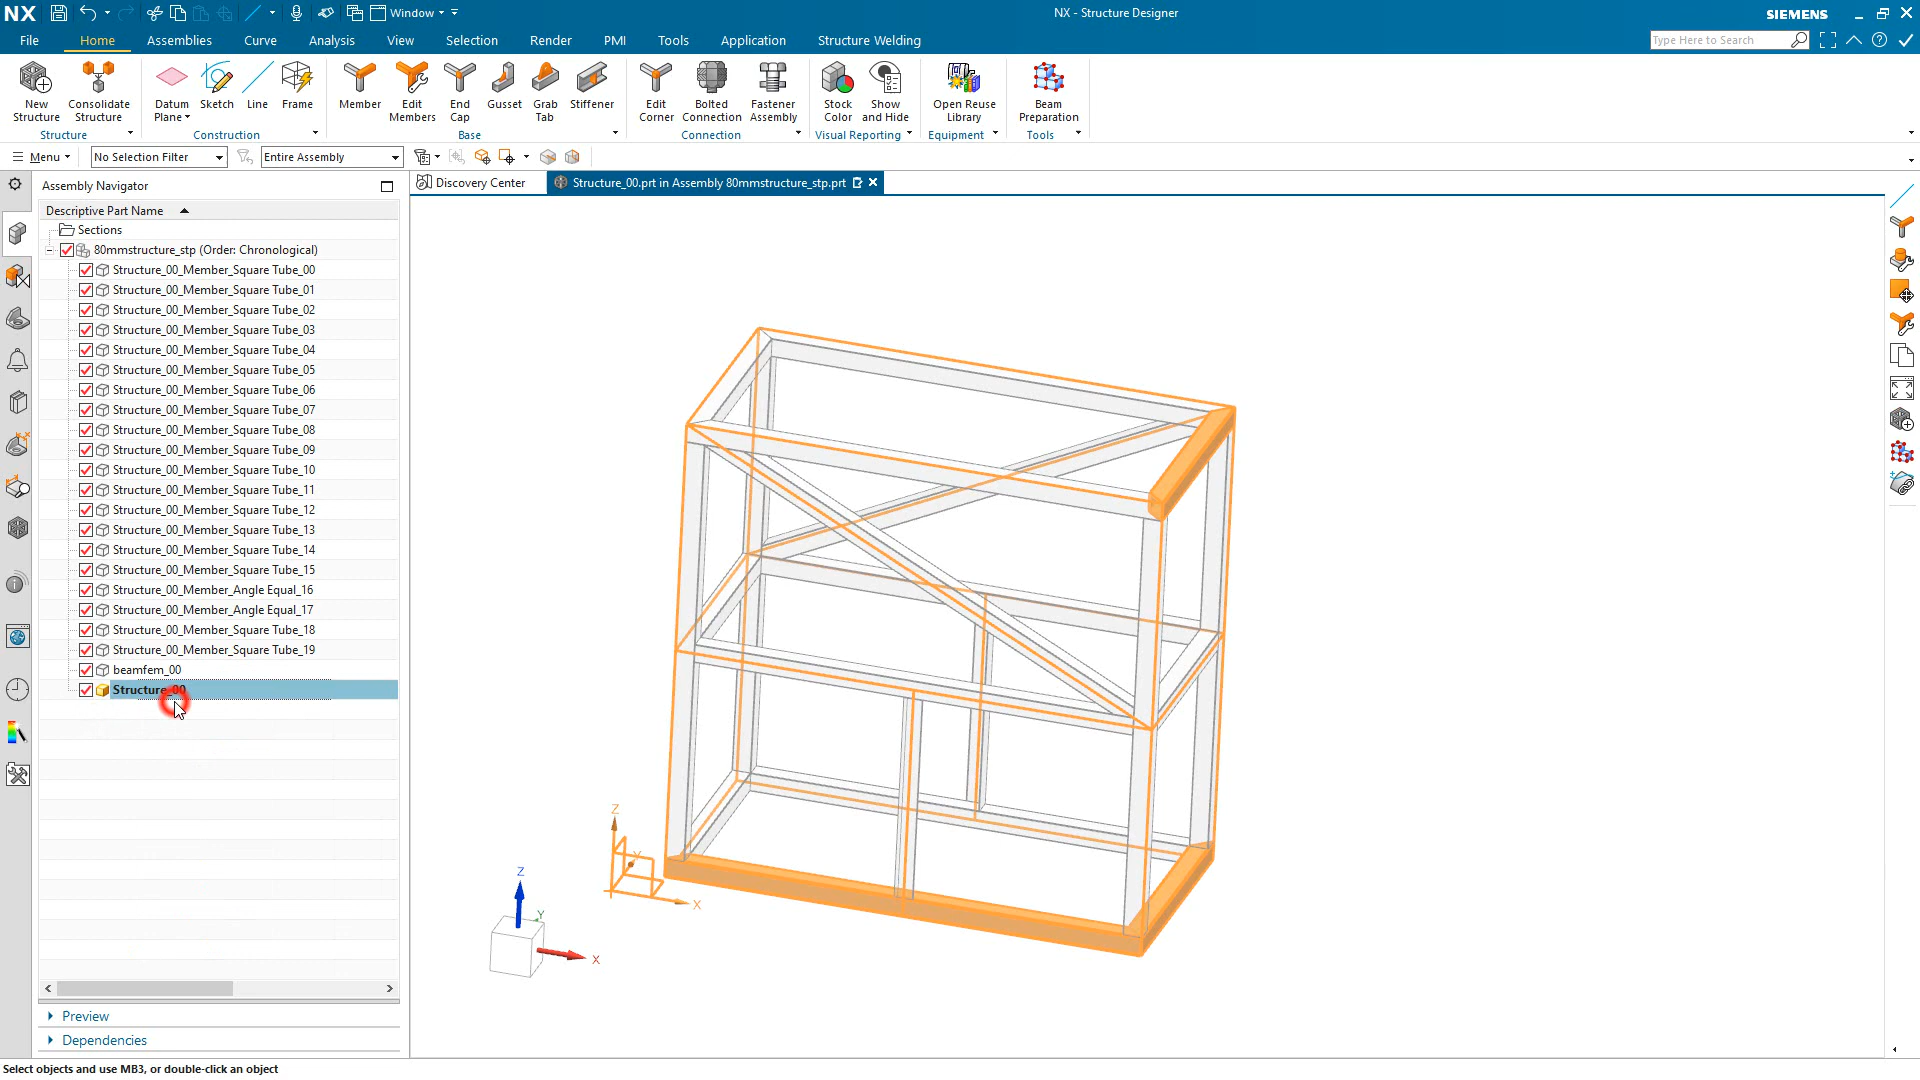 NX
Window
NX - Structure Designer
SIEMENS
File
Home
Assemblies
Curve
Analysis
View
Selection
Render
PMI
Tools
Application
Structure Welding
Type Here to Search
New Structure
Consolidate Structure
Structure
Datum Plane
Sketch
Line
Frame
Construction
Member
Edit Members
End Cap
Gusset
Grab Tab
Stiffener
Base
Edit Corner
Bolted Connection
Fastener Assembly
Connection
Stock Color
Show and Hide
Visual Reporting
Open Reuse Library
Equipment
Beam Preparation
Tools
Menu
No Selection Filter
Entire Assembly
Assembly Navigator
Discovery Center
Structure_00.prt in Assembly 80mmstructure_stp.prt
Descriptive Part Name
Sections
80mmstructure_stp (Order: Chronological)
Structure_00_Member_Square Tube_00
Structure_00_Member_Square Tube_01
Structure_00_Member_Square Tube_02
Structure_00_Member_Square Tube_03
Structure_00_Member_Square Tube_04
Structure_00_Member_Square Tube_05
Structure_00_Member_Square Tube_06
Structure_00_Member_Square Tube_07
Structure_00_Member_Square Tube_08
Structure_00_Member_Square Tube_09
Structure_00_Member_Square Tube_10
Structure_00_Member_Square Tube_11
Structure_00_Member_Square Tube_12
Structure_00_Member_Square Tube_13
Structure_00_Member_Square Tube_14
Structure_00_Member_Square Tube_15
Structure_00_Member_Angle Equal_16
Structure_00_Member_Angle Equal_17
Structure_00_Member_Square Tube_18
Structure_00_Member_Square Tube_19
beamfem_00
Structure_00
Z
Y
X
Z
Y
X
Preview
Dependencies
Select objects and use MB3, or double-click an object